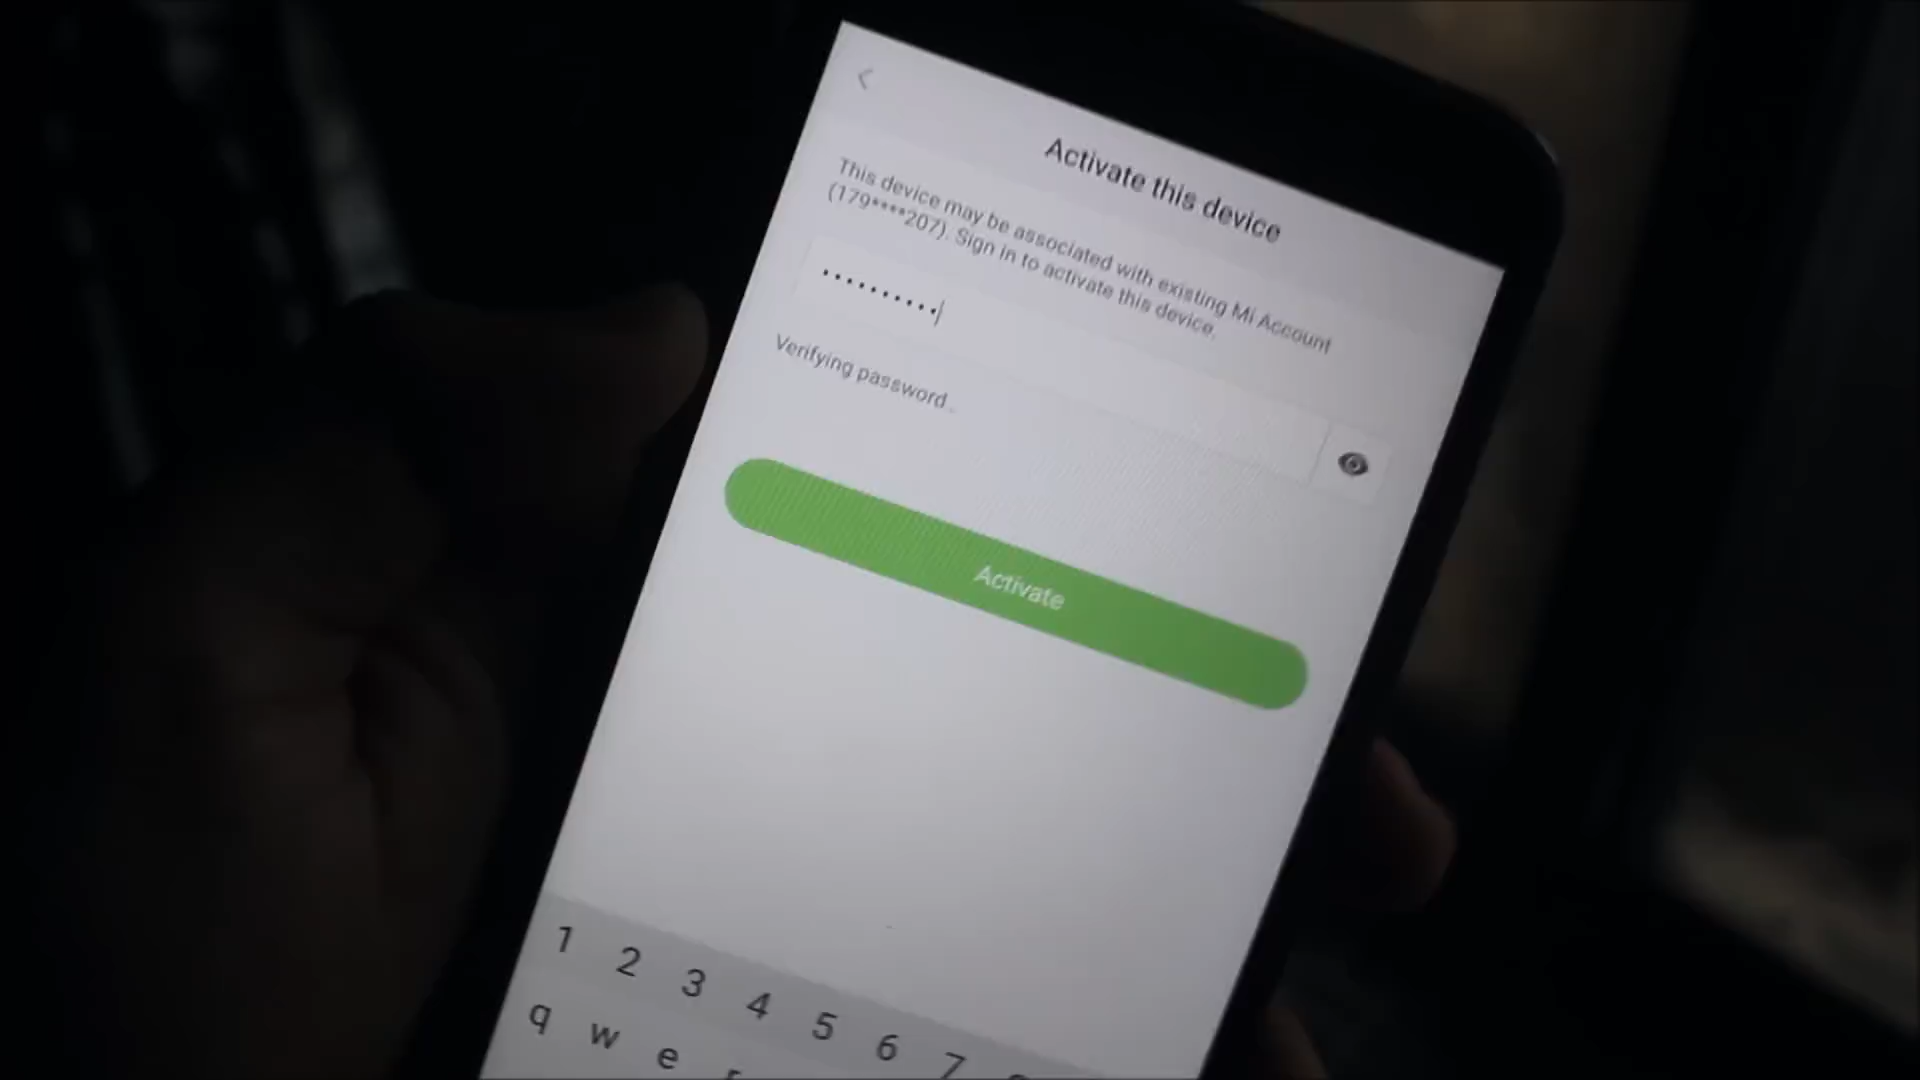 Activate this device
This device may be associated with existing Mi Account
(179****207). Sign in to activate this device.
••••••••••
Verifying password..
Activate
1 2 3 4 5 6 7
q w e